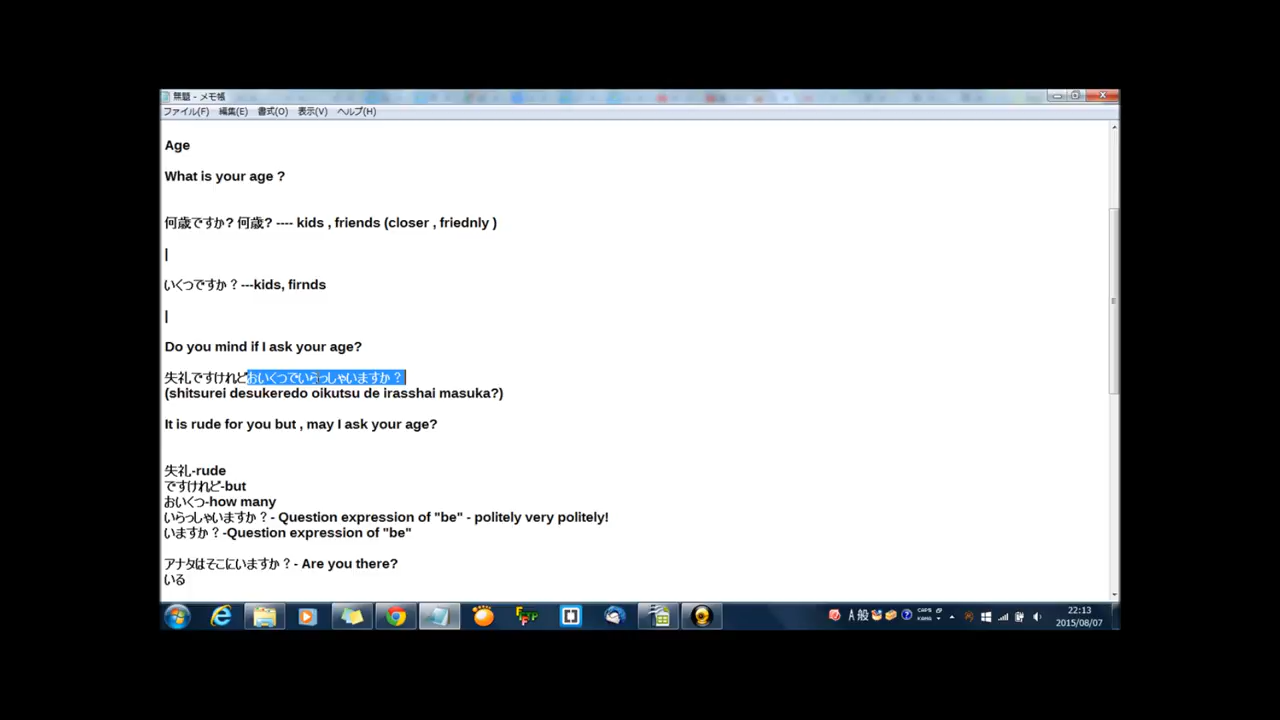 無題 - メモ帳
ファイル(F) 編集(E) 書式(O) 表示(V) ヘルプ(H)
Age
What is your age ?
何歳ですか? 何歳? ---- kids , friends (closer , friednly )
|
いくつですか ? ---kids, firnds
|
Do you mind if I ask your age?
失礼ですけれどおいくつでいらっしゃいますか ?
(shitsurei desukeredo oikutsu de irasshai masuka?)
It is rude for you but , may I ask your age?
失礼-rude
ですけれど-but
おいくつ-how many
いらっしゃいますか ? - Question expression of "be" - politely very politely!
いますか ? -Question expression of "be"
アナタはそこにいますか ? - Are you there?
いる
A 般 CAPS KANA 22:13
2015/08/07